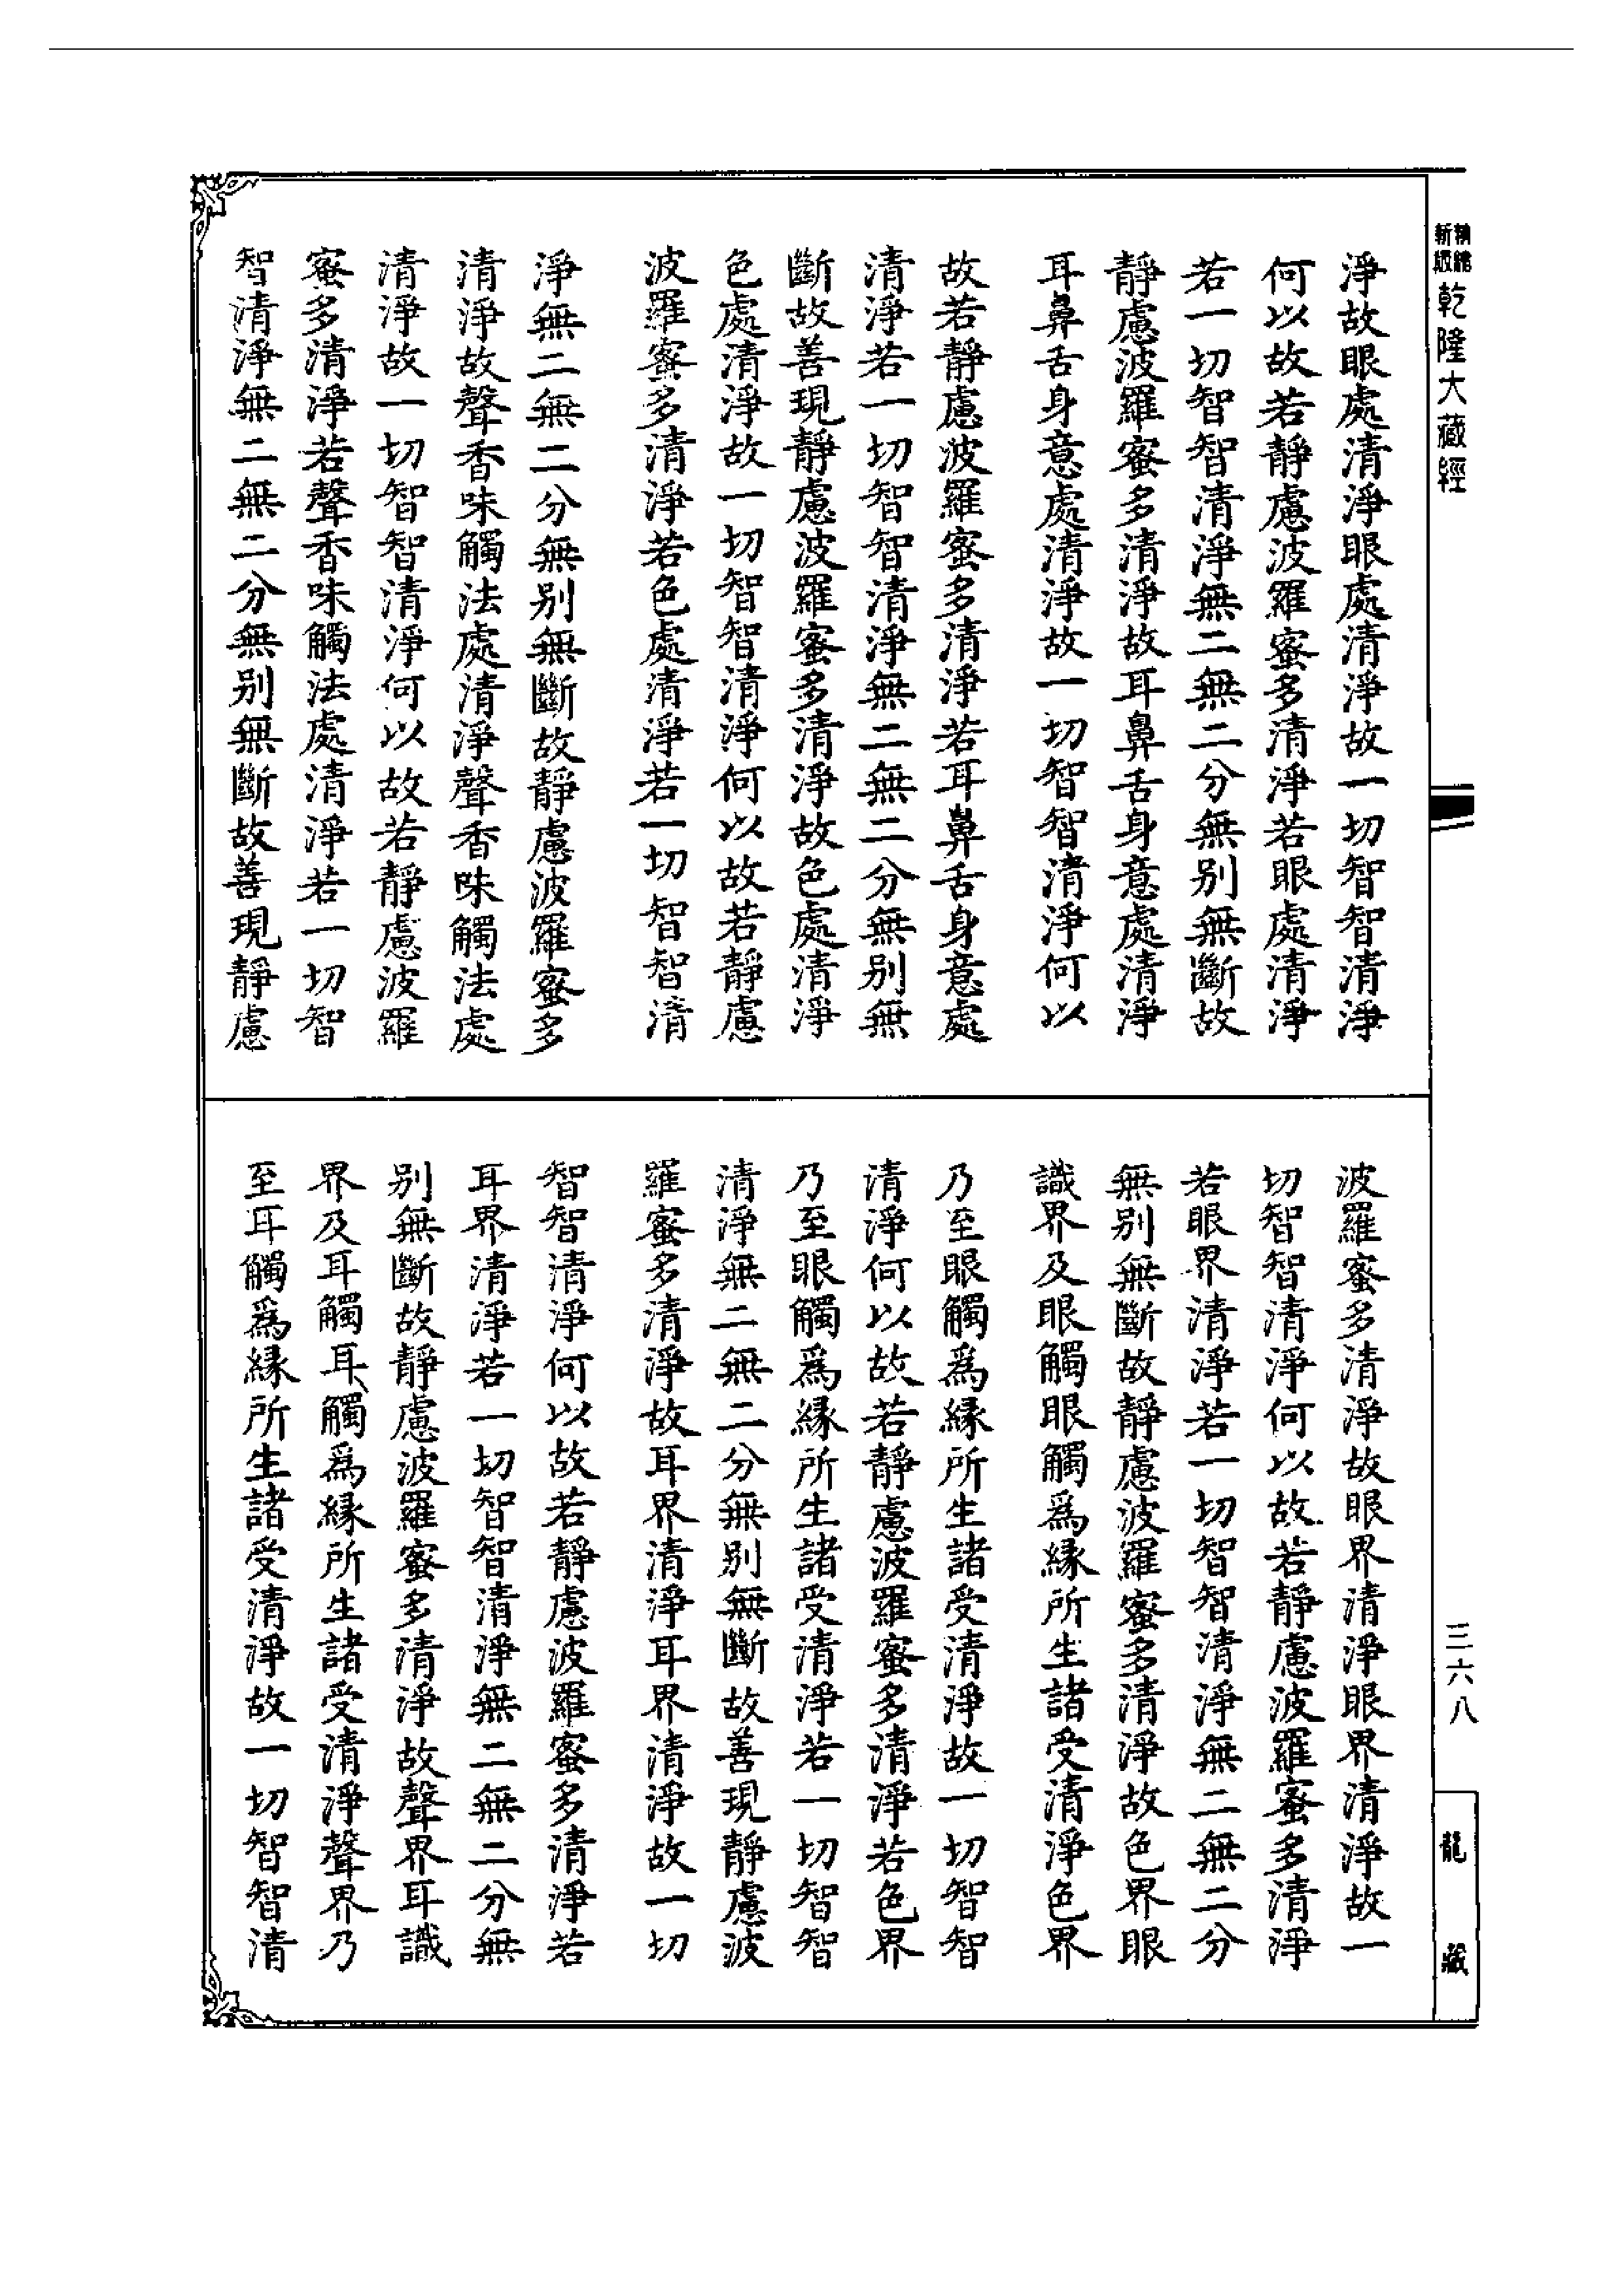 新編縮版乾隆大藏經
三六八
龍藏
淨故眼處清淨眼處清淨故一切智智清淨
何以故若靜慮波羅蜜多清淨若眼處清淨
若一切智智清淨無二無二分無別無斷故
靜慮波羅蜜多清淨故耳鼻舌身意處清淨
耳鼻舌身意處清淨故一切智智清淨何以
故若靜慮波羅蜜多清淨若耳鼻舌身意處
清淨若一切智智清淨無二無二分無別無
斷故善現靜慮波羅蜜多清淨故色處清淨
色處清淨故一切智智清淨何以故若靜慮
波羅蜜多清淨若色處清淨若一切智智清
淨無二無二分無別無斷故靜慮波羅蜜多
清淨故聲香味觸法處清淨聲香味觸法處
清淨故一切智智清淨何以故若靜慮波羅
蜜多清淨若聲香味觸法處清淨若一切智
智清淨無二無二分無別無斷故善現靜慮
波羅蜜多清淨故眼界清淨眼界清淨故一
切智智清淨何以故若靜慮波羅蜜多清淨
若眼界清淨若一切智智清淨無二無二分
無別無斷故靜慮波羅蜜多清淨故色界眼
識界及眼觸眼觸為緣所生諸受清淨色界
乃至眼觸為緣所生諸受清淨故一切智智
清淨何以故若靜慮波羅蜜多清淨若色界
乃至眼觸為緣所生諸受清淨若一切智智
清淨無二無二分無別無斷故善現靜慮波
羅蜜多清淨故耳界清淨耳界清淨故一切
智智清淨何以故若靜慮波羅蜜多清淨若
耳界清淨若一切智智清淨無二無二分無
別無斷故靜慮波羅蜜多清淨故聲界耳識
界及耳觸耳觸為緣所生諸受清淨聲界乃
至耳觸為緣所生諸受清淨故一切智智清